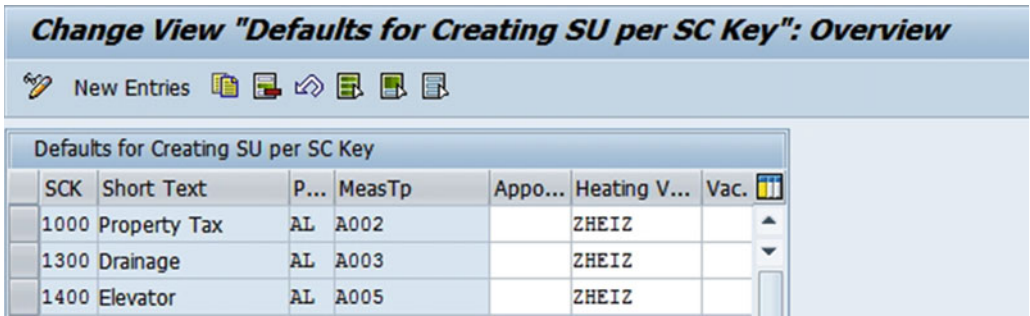 Change View "Defaults for Creating SU per SC Key": Overview
New Entries
Defaults for Creating SU per SC Key
SCK Short Text P... MeasTp Appo... Heating V... Vac.
1000 Property Tax AL A002 ZHEIZ
1300 Drainage AL A003 ZHEIZ
1400 Elevator AL A005 ZHEIZ